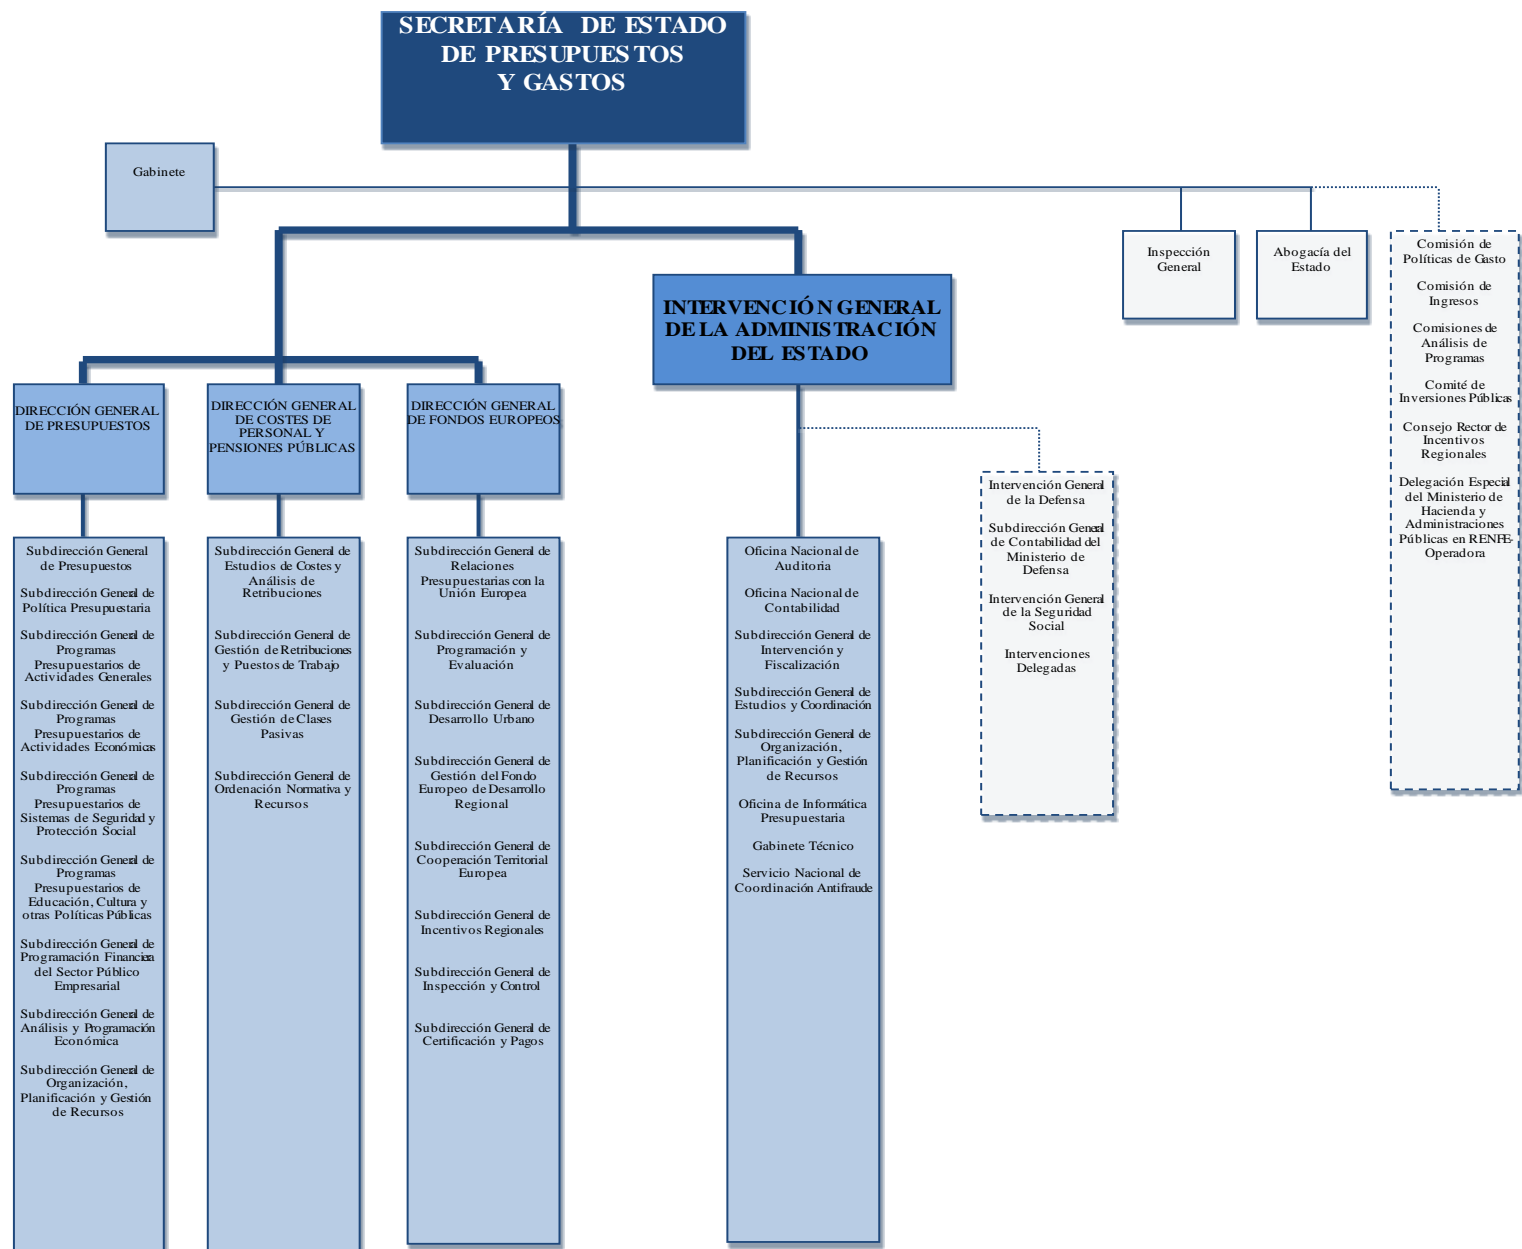 SECRETARÍA DE ESTADO
DE PRESUPUESTOS
Y GASTOS
Gabinete
Inspección
General
Abogacía del
Estado
Comisión de
Políticas de Gasto
Comisión de
Ingresos
Comisiones de
Análisis de
Programas
Comité de
Inversiones Públicas
Consejo Rector de
Incentivos
Regionales
Delegación Especial
del Ministerio de
Hacienda y
Administraciones
Públicas en RENFE-
Operadora
INTERVENCIÓN GENERAL
DE LA ADMINISTRACIÓN
DEL ESTADO
DIRECCIÓN GENERAL
DE PRESUPUESTOS
DIRECCIÓN GENERAL
DE COSTES DE
PERSONAL Y
PENSIONES PÚBLICAS
DIRECCIÓN GENERAL
DE FONDOS EUROPEOS
Subdirección General
de Presupuestos
Subdirección General de
Política Presupuestaria
Subdirección General de
Programas
Presupuestarios de
Actividades Generales
Subdirección General de
Programas
Presupuestarios de
Actividades Económicas
Subdirección General de
Programas
Presupuestarios de
Sistemas de Seguridad y
Protección Social
Subdirección General de
Programas
Presupuestarios de
Educación, Cultura y
otras Políticas Públicas
Subdirección General de
Programación Financiera
del Sector Público
Empresarial
Subdirección General de
Análisis y Programación
Económica
Subdirección General de
Organización,
Planificación y Gestión
de Recursos
Subdirección General de
Estudios de Costes y
Análisis de
Retribuciones
Subdirección General de
Gestión de Retribuciones
y Puestos de Trabajo
Subdirección General de
Gestión de Clases
Pasivas
Subdirección General de
Ordenación Normativa y
Recursos
Subdirección General de
Relaciones
Presupuestarias con la
Unión Europea
Subdirección General de
Programación y
Evaluación
Subdirección General de
Desarrollo Urbano
Subdirección General de
Gestión del Fondo
Europeo de Desarrollo
Regional
Subdirección General de
Cooperación Territorial
Europea
Subdirección General de
Incentivos Regionales
Subdirección General de
Inspección y Control
Subdirección General de
Certificación y Pagos
Oficina Nacional de
Auditoria
Oficina Nacional de
Contabilidad
Subdirección General de
Intervención y
Fiscalización
Subdirección General de
Estudios y Coordinación
Subdirección General de
Organización,
Planificación y Gestión
de Recursos
Oficina de Informática
Presupuestaria
Gabinete Técnico
Servicio Nacional de
Coordinación Antifraude
Intervención General
de la Defensa
Subdirección General
de Contabilidad del
Ministerio de
Defensa
Intervención General
de la Seguridad
Social
Intervenciones
Delegadas